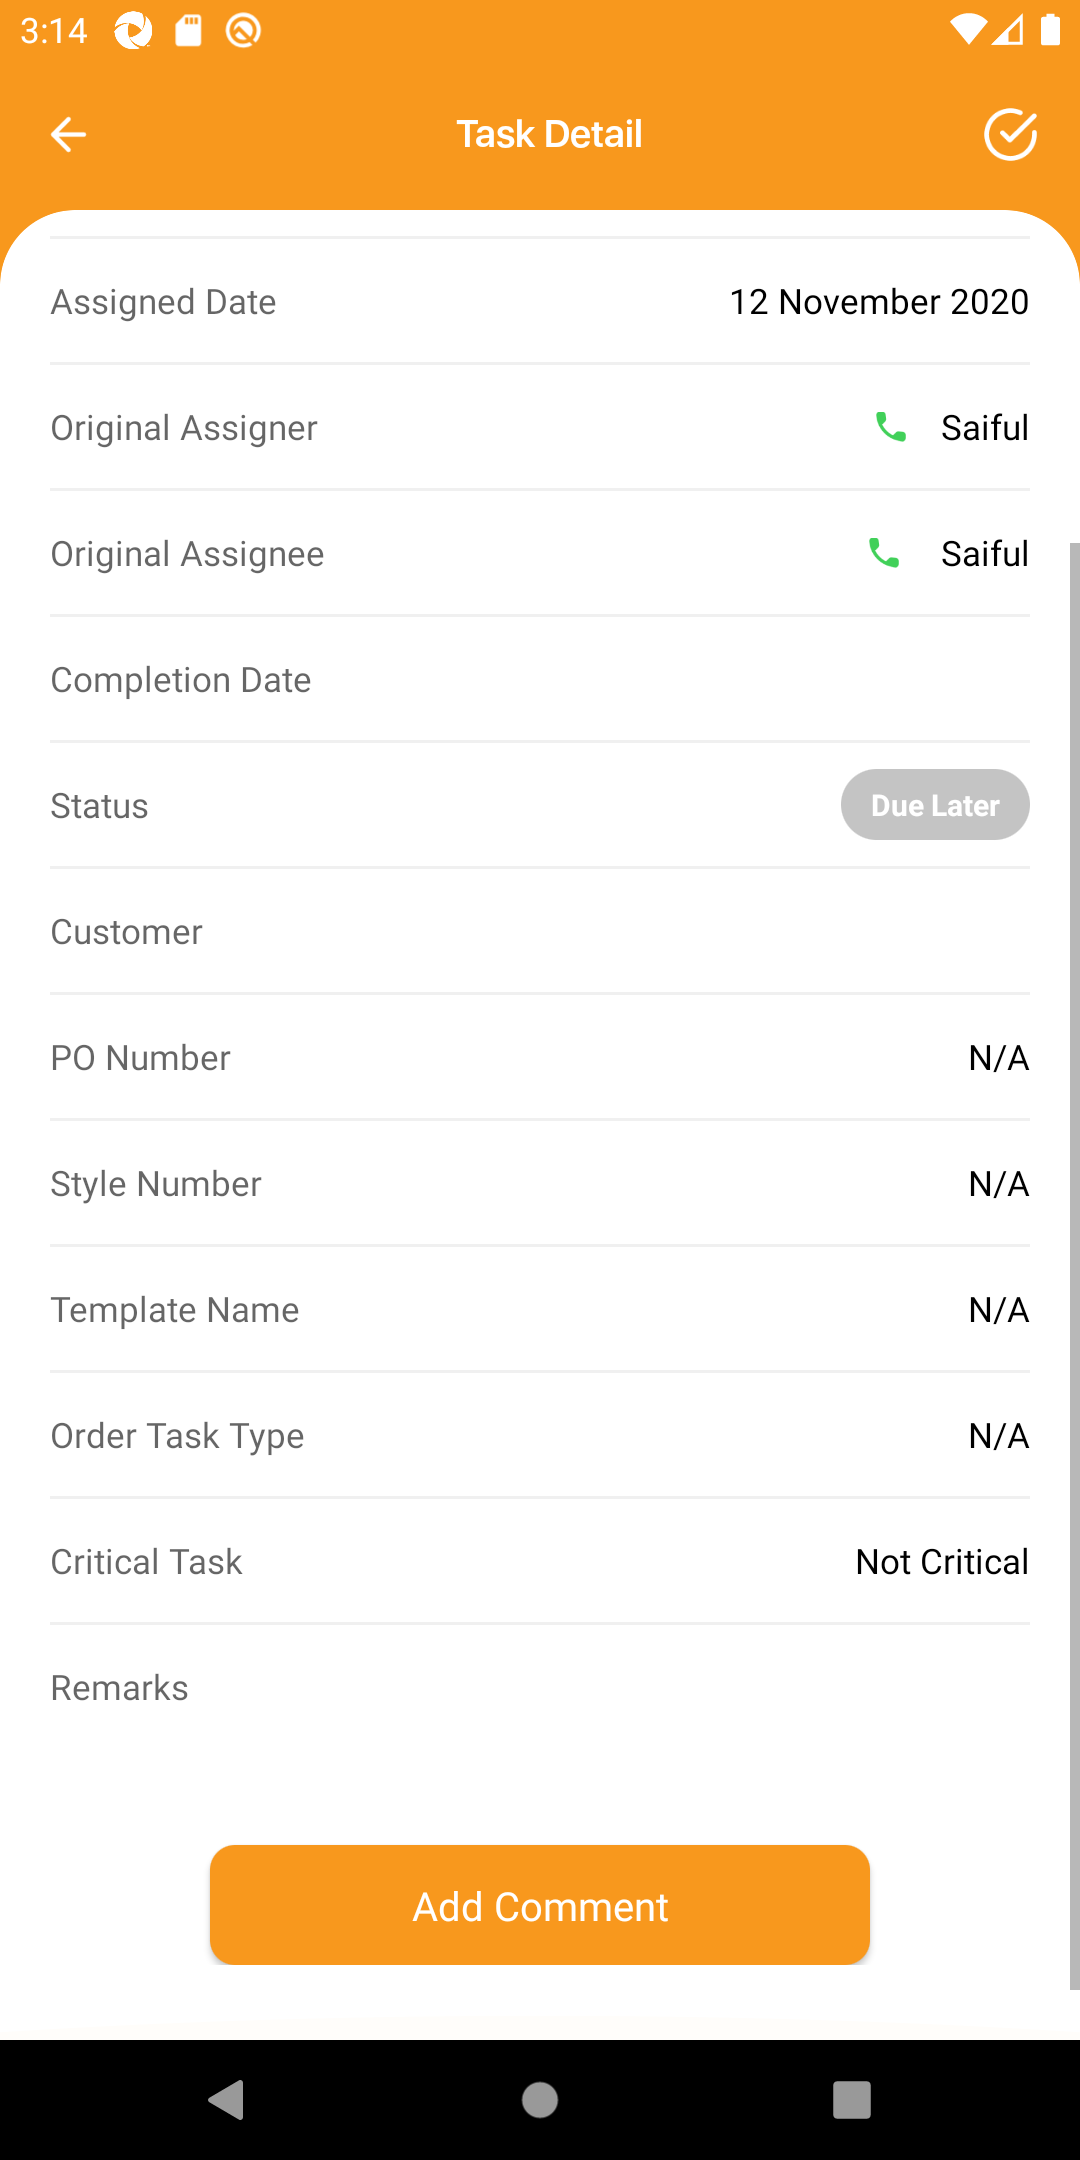 3:14
Task Detail
Assigned Date 12 November 2020
Original Assigner Saiful
Original Assignee Saiful
Completion Date
Status Due Later
Customer
PO Number N/A
Style Number N/A
Template Name N/A
Order Task Type N/A
Critical Task Not Critical
Remarks
Add Comment